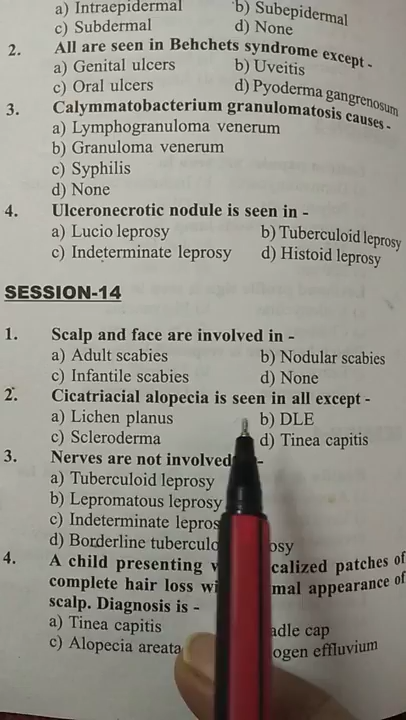 a) Intraepidermal b) Subepidermal
c) Subdermal d) None
2. All are seen in Behchets syndrome except -
a) Genital ulcers b) Uveitis
c) Oral ulcers d) Pyoderma gangrenosum
3. Calymmatobacterium granulomatosis causes -
a) Lymphogranuloma venerum
b) Granuloma venerum
c) Syphilis
d) None
4. Ulceronecrotic nodule is seen in -
a) Lucio leprosy b) Tuberculoid leprosy
c) Indeterminate leprosy d) Histoid leprosy
SESSION-14
1. Scalp and face are involved in -
a) Adult scabies b) Nodular scabies
c) Infantile scabies d) None
2. Cicatriacial alopecia is seen in all except -
a) Lichen planus b) DLE
c) Scleroderma d) Tinea capitis
3. Nerves are not involved -
a) Tuberculoid leprosy
b) Lepromatous leprosy
c) Indeterminate lepros
d) Borderline tuberculo osy
4. A child presenting calized patches of
complete hair loss wi mal appearance of
scalp. Diagnosis is -
a) Tinea capitis adle cap
c) Alopecia areata ogen effluvium